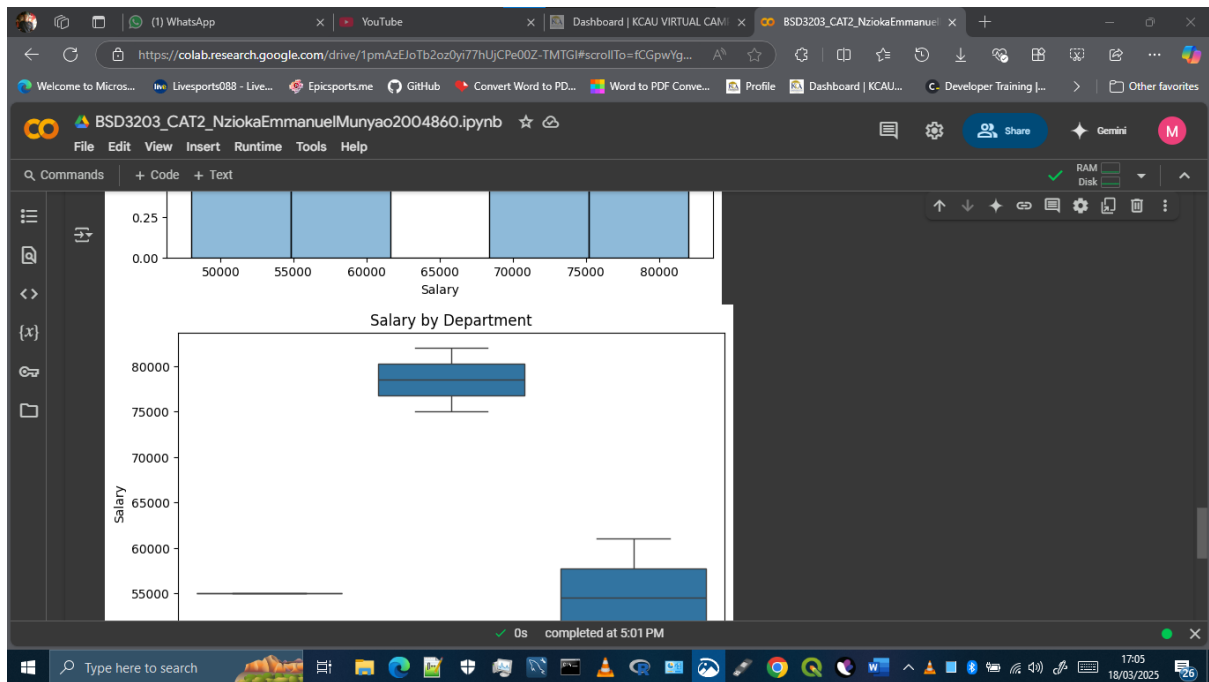 (1) WhatsApp
YouTube
Dashboard | KCAU VIRTUAL CAM
BSD3203_CAT2_NziokaEmmanuel
https://colab.research.google.com/drive/1pmAzEJoTb2oz0yi77hUjCPe00Z-TMTGl#scrollTo=fCGpwYg...
Welcome to Micros...
Livesports088 - Live...
Epicsports.me
GitHub
Convert Word to PD...
Word to PDF Conve...
Profile
Dashboard | KCAU...
Developer Training |...
Other favorites
BSD3203_CAT2_NziokaEmmanuelMunyao2004860.ipynb
Share
Gemini
M
File Edit View Insert Runtime Tools Help
Commands
+ Code + Text
RAM
Disk
0.25
0.00
50000 55000 60000 65000 70000 75000 80000
Salary
Salary by Department
80000
75000
70000
65000
60000
55000
Salary
0s completed at 5:01 PM
Type here to search
17:05
18/03/2025
26